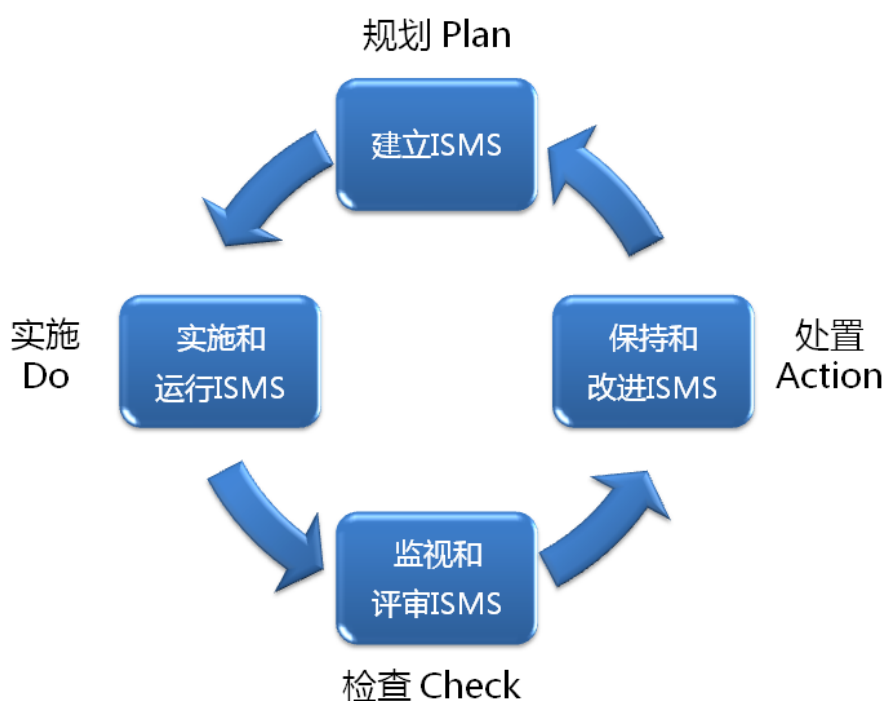 规划 Plan
建立ISMS
实施
Do
实施和
运行ISMS
保持和
改进ISMS
处置
Action
监视和
评审ISMS
检查 Check